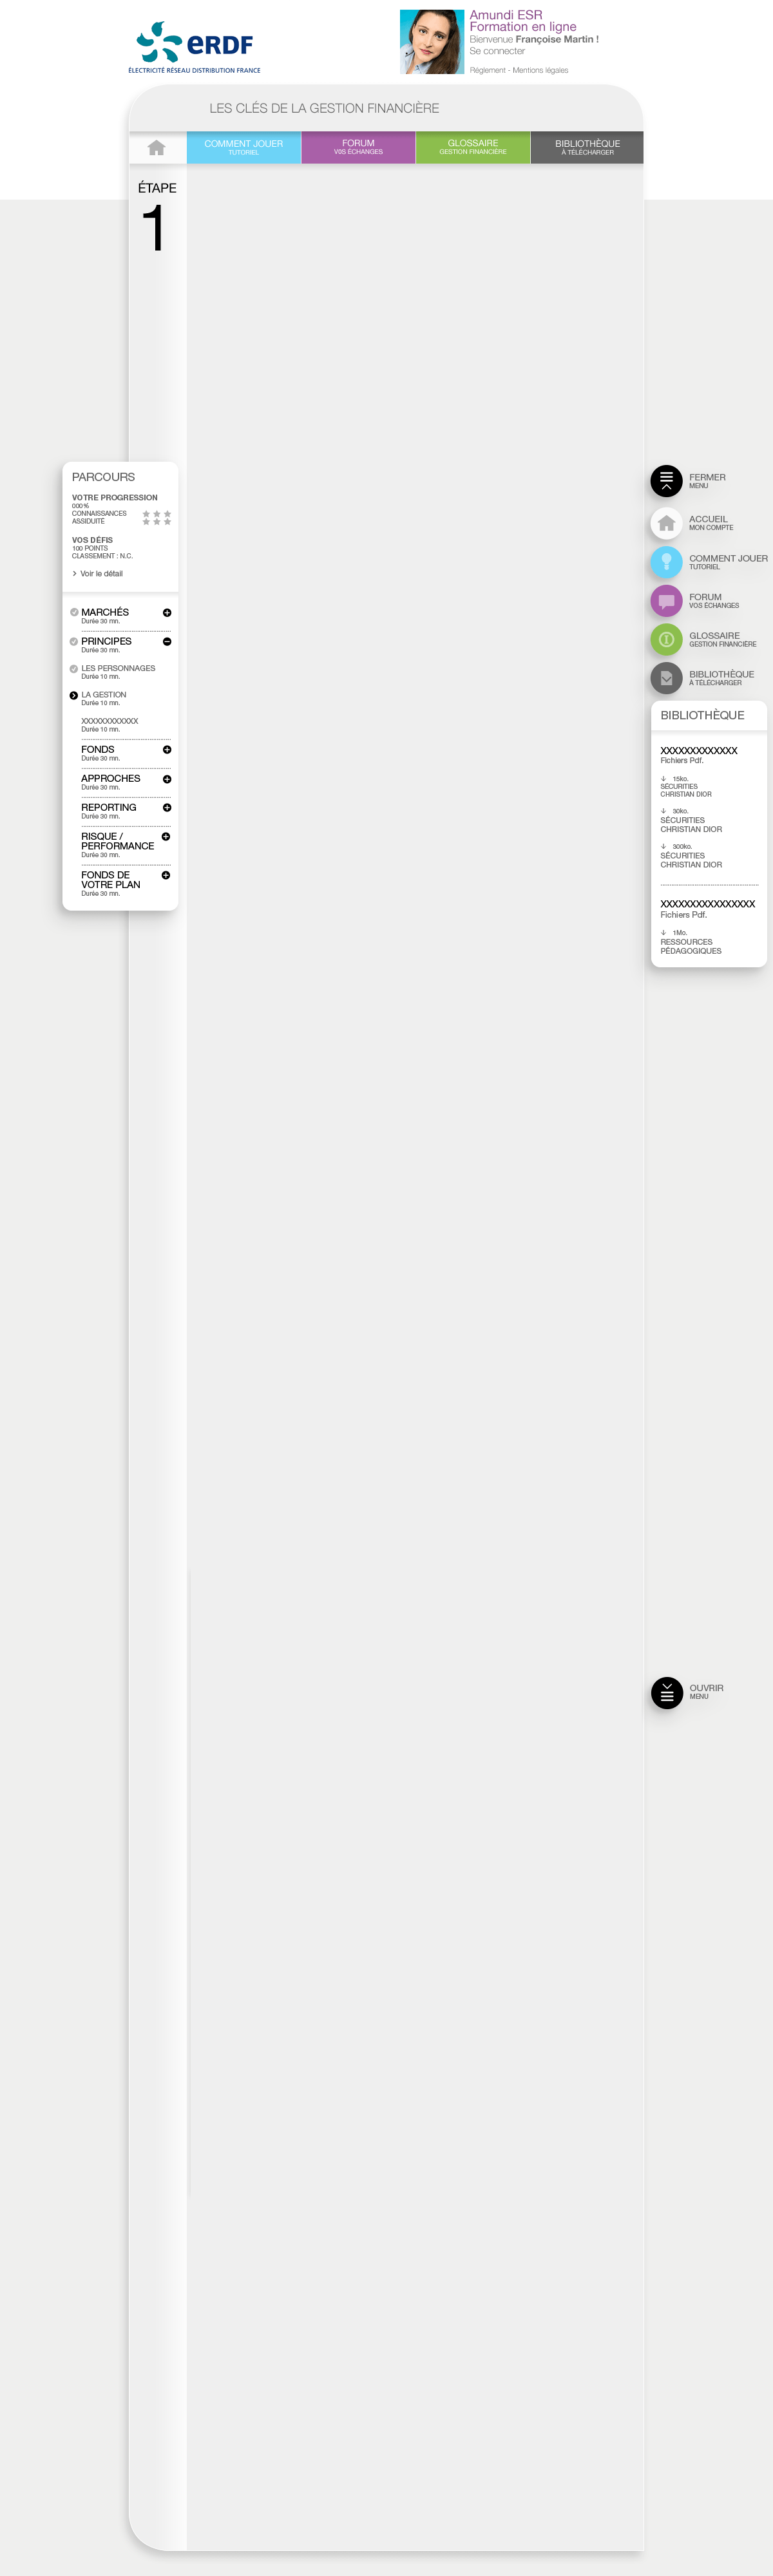 eRDF
ÉLECTRICITÉ RÉSEAU DISTRIBUTION FRANCE
Amundi ESR
Formation en ligne
Bienvenue Françoise Martin !
Se connecter
Réglement - Mentions légales
LES CLÉS DE LA GESTION FINANCIÈRE
COMMENT JOUER
TUTORIEL
FORUM
V0S ÉCHANGES
GLOSSAIRE
GESTION FINANCIÈRE
BIBLIOTHÈQUE
À TÉLÉCHARGER
ÉTAPE
1
PARCOURS
VOTRE PROGRESSION
000%
CONNAISSANCES
ASSIDUITÉ
VOS DÉFIS
100 POINTS
CLASSEMENT : N.C.
Voir le détail
MARCHÉS
Durée 30 mn.
PRINCIPES
Durée 30 mn.
LES PERSONNAGES
Durée 10 mn.
LA GESTION
Durée 10 mn.
XXXXXXXXXXXXX
Durée 10 mn.
FONDS
Durée 30 mn.
APPROCHES
Durée 30 mn.
REPORTING
Durée 30 mn.
RISQUE /
PERFORMANCE
Durée 30 mn.
FONDS DE
VOTRE PLAN
Durée 30 mn.
FERMER
MENU
ACCUEIL
MON COMPTE
COMMENT JOUER
TUTORIEL
FORUM
VOS ÉCHANGES
GLOSSAIRE
GESTION FINANCIÈRE
BIBLIOTHÈQUE
À TÉLÉCHARGER
BIBLIOTHÈQUE
XXXXXXXXXXXXX
Fichiers Pdf.
15ko.
SÉCURITIES
CHRISTIAN DIOR
30ko.
SÉCURITIES
CHRISTIAN DIOR
300ko.
SÉCURITIES
CHRISTIAN DIOR
XXXXXXXXXXXXXXXX
Fichiers Pdf.
1Mo.
RESSOURCES
PÉDAGOGIQUES
OUVRIR
MENU